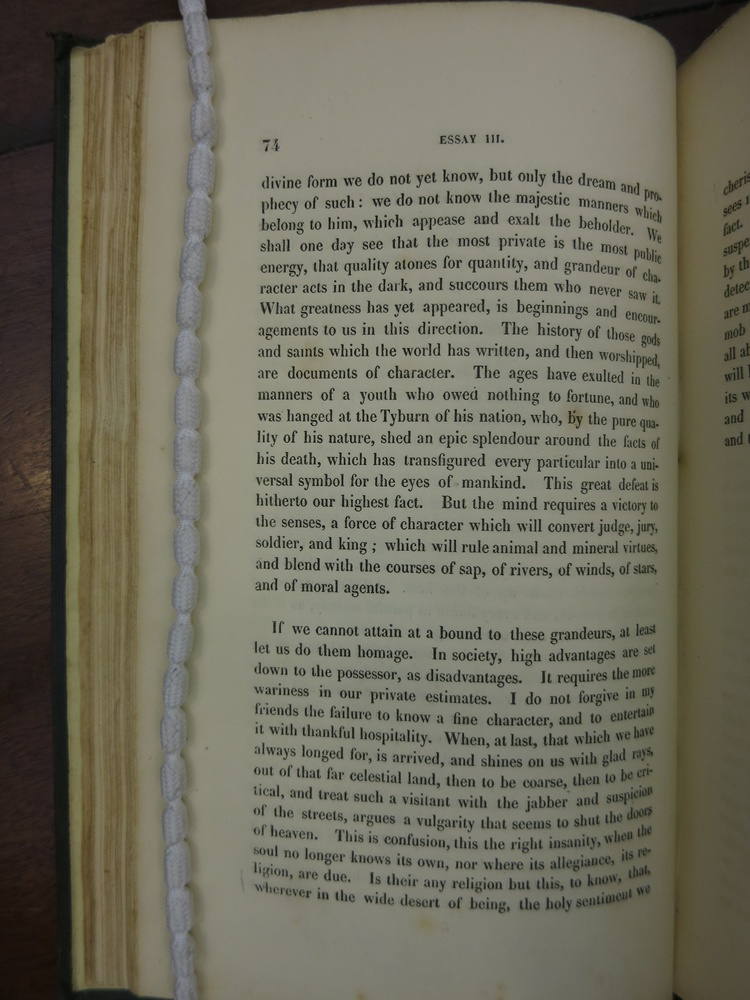 74
ESSAY III.
divine form we do not yet know, but only the dream and pro-
phecy of such : we do not know the majestic manners which
belong to him, which appease and exalt the beholder. We
shall one day see that the most private is the most public
energy, that quality atones for quantity, and grandeur of cha-
racter acts in the dark, and succours them who never saw it.
What greatness has yet appeared, is beginnings and encour-
agements to us in this direction. The history of those gods
and saints which the world has written, and then worshipped,
are documents of character. The ages have exulted in the
manners of a youth who owed nothing to fortune, and who
was hanged at the Tyburn of his nation, who, by the pure qua-
lity of his nature, shed an epic splendour around the facts of
his death, which has transfigured every particular into a uni-
versal symbol for the eyes of mankind. This great defeat is
hitherto our highest fact. But the mind requires a victory to
the senses, a force of character which will convert judge, jury,
soldier, and king ; which will rule animal and mineral virtues,
and blend with the courses of sap, of rivers, of winds, of stars,
and of moral agents.
If we cannot attain at a bound to these grandeurs, at least
let us do them homage. In society, high advantages are set
down to the possessor, as disadvantages. It requires the more
wariness in our private estimates. I do not forgive in my
friends the failure to know a fine character, and to entertain
it with thankful hospitality. When, at last, that which we have
always longed for, is arrived, and shines on us with glad rays,
out of that far celestial land, then to be coarse, then to be cri-
tical, and treat such a visitant with the jabber and suspicion
of the streets, argues a vulgarity that seems to shut the doors
of heaven. This is confusion, this the right insanity, when the
soul no longer knows its own, nor where its allegiance, its re-
ligion, are due. Is their any religion but this, to know, that,
wherever in the wide desert of being, the holy sentiment we
cheris
sees
fact.
suspe
by th
detec
are m
mob
all al
will
its w
and
and